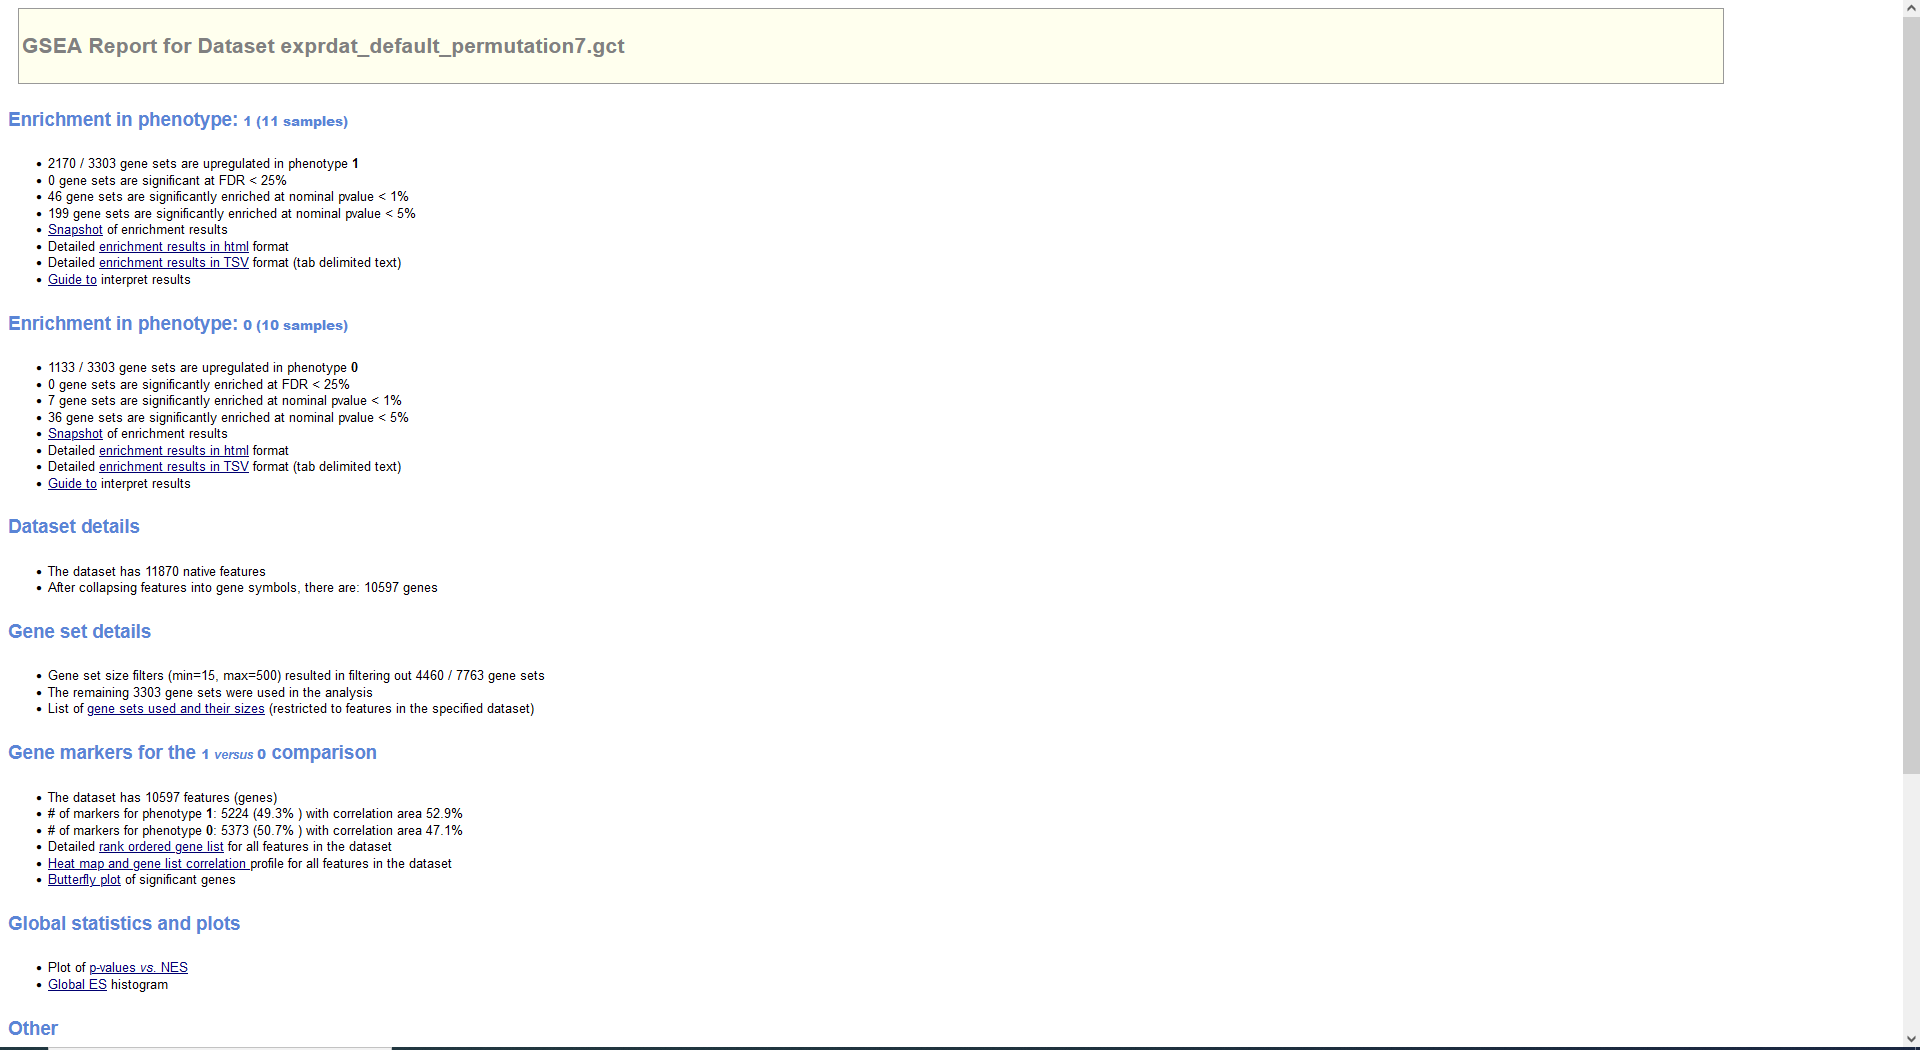 GSEA Report for Dataset exprdat_default_permutation7.gct
Enrichment in phenotype: 1 (11 samples)
• 2170 / 3303 gene sets are upregulated in phenotype 1
• 0 gene sets are significant at FDR < 25%
• 46 gene sets are significantly enriched at nominal pvalue < 1%
• 199 gene sets are significantly enriched at nominal pvalue < 5%
• Snapshot of enrichment results
• Detailed enrichment results in html format
• Detailed enrichment results in TSV format (tab delimited text)
• Guide to interpret results
Enrichment in phenotype: 0 (10 samples)
• 1133 / 3303 gene sets are upregulated in phenotype 0
• 0 gene sets are significantly enriched at FDR < 25%
• 7 gene sets are significantly enriched at nominal pvalue < 1%
• 36 gene sets are significantly enriched at nominal pvalue < 5%
• Snapshot of enrichment results
• Detailed enrichment results in html format
• Detailed enrichment results in TSV format (tab delimited text)
• Guide to interpret results
Dataset details
• The dataset has 11870 native features
• After collapsing features into gene symbols, there are: 10597 genes
Gene set details
• Gene set size filters (min=15, max=500) resulted in filtering out 4460 / 7763 gene sets
• The remaining 3303 gene sets were used in the analysis
• List of gene sets used and their sizes (restricted to features in the specified dataset)
Gene markers for the 1 versus 0 comparison
• The dataset has 10597 features (genes)
• # of markers for phenotype 1: 5224 (49.3% ) with correlation area 52.9%
• # of markers for phenotype 0: 5373 (50.7% ) with correlation area 47.1%
• Detailed rank ordered gene list for all features in the dataset
• Heat map and gene list correlation profile for all features in the dataset
• Butterfly plot of significant genes
Global statistics and plots
• Plot of p-values vs. NES
• Global ES histogram
Other